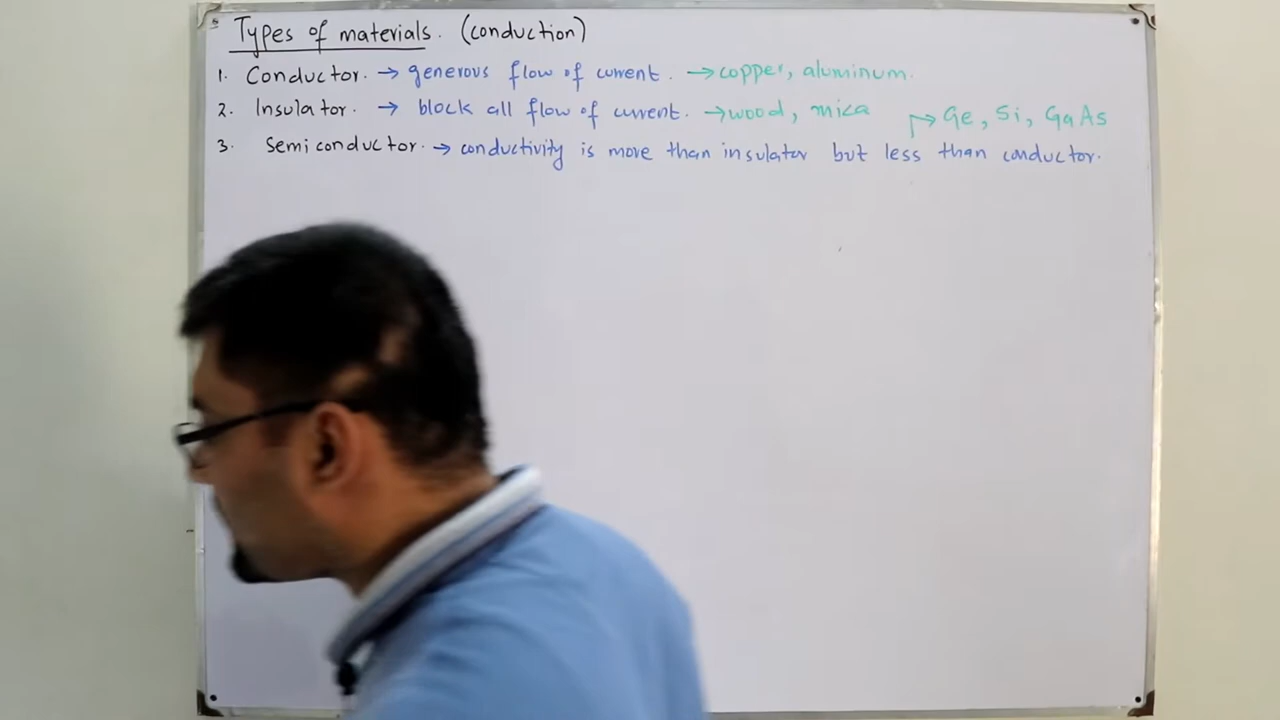 Types of materials. (conduction)
1. Conductor. → generous flow of current. → copper, aluminum.
2. Insulator. → block all flow of current. → wood, mica
→ Ge, Si, GaAs
3. Semiconductor. → conductivity is more than insulator but less than conductor.